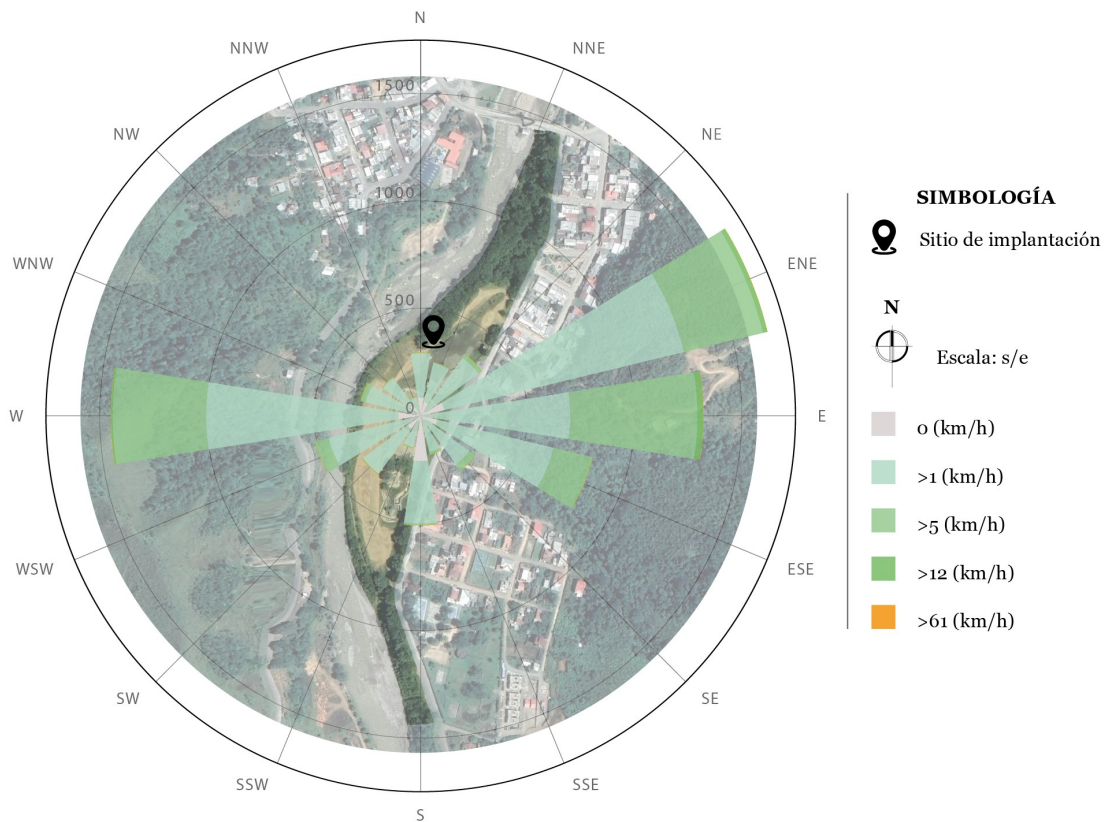 N
NNW
NNE
1500
NW
NE
1000
WNW
ENE
500
0
W
E
WSW
ESE
SW
SE
SSW
SSE
S
SIMBOLOGÍA
Sitio de implantación
N
Escala: s/e
0 (km/h)
>1 (km/h)
>5 (km/h)
>12 (km/h)
>61 (km/h)